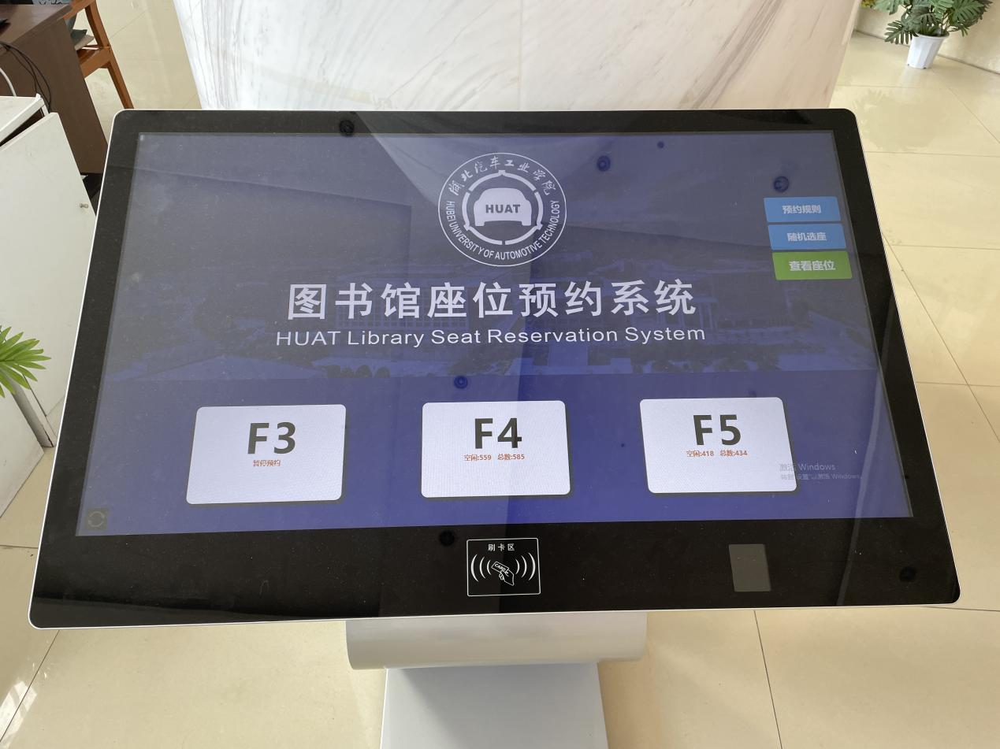 湖北汽车工业学院
HUAT
HUBEI UNIVERSITY OF AUTOMOTIVE TECHNOLOGY
预约规则
随机选座
查看座位
图书馆座位预约系统
HUAT Library Seat Reservation System
F3
暂停预约
F4
空闲:559 总数:585
F5
空闲:418 总数:434
激活 Windows
转到"设置"以激活 Windows。
刷卡区
CARD